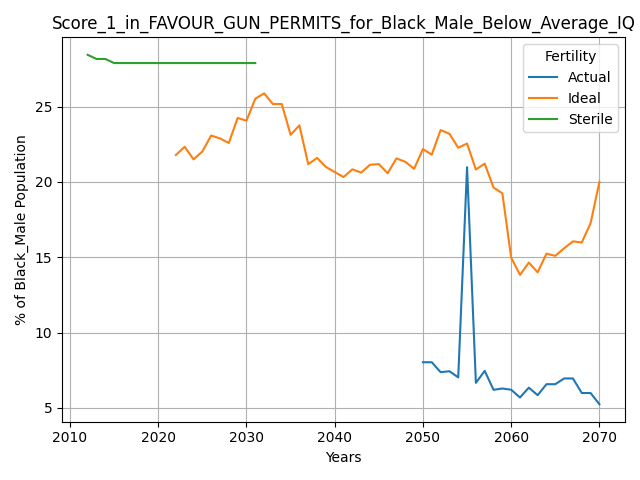 Score_1_in_FAVOUR_GUN_PERMITS_for_Black_Male_Below_Average_IQ
Fertility
Actual
Ideal
Sterile
% of Black_Male Population
25
20
15
10
5
2010 2020 2030 2040 2050 2060 2070
Years